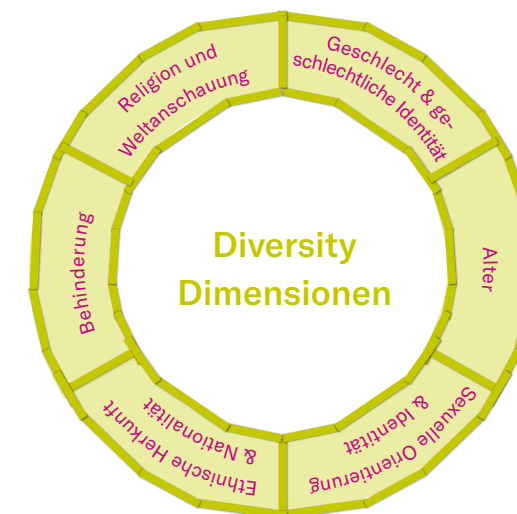 Diversity
Dimensionen
Geschlecht & ge-
schlechtliche Identität
Alter
Sexuelle Orientierung
& Identität
Ethnische Herkunft
& Nationalität
Behinderung
Religion und
Weltanschauung